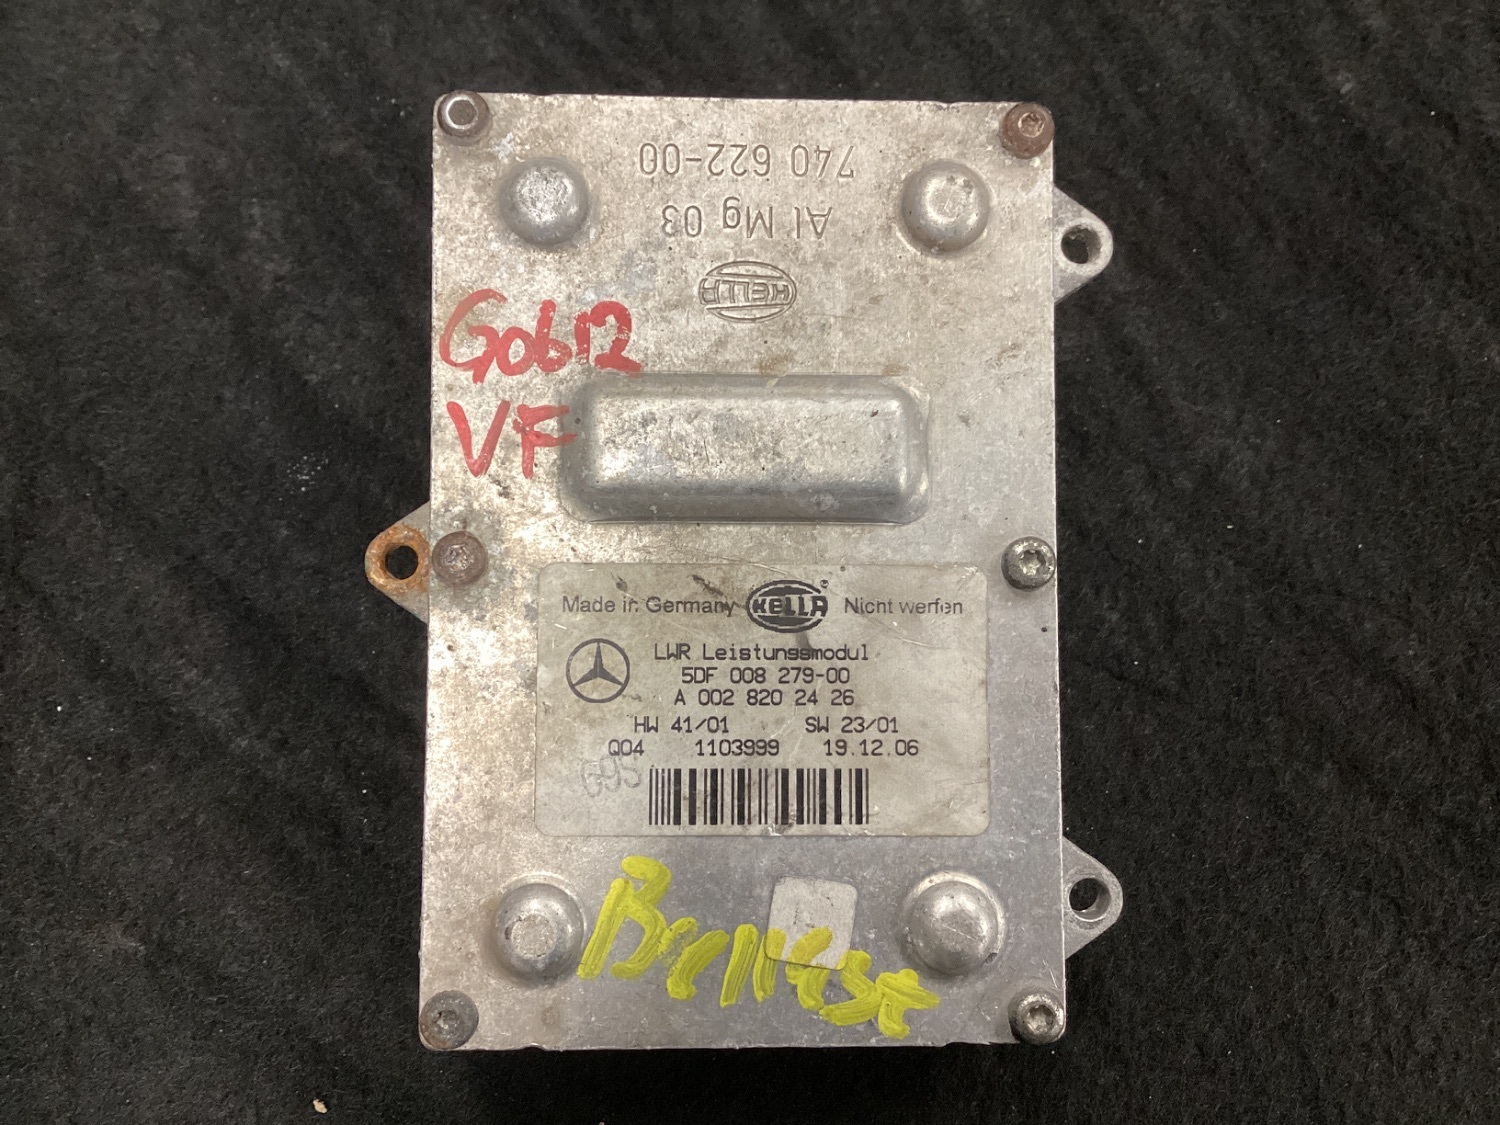 740 622-00
Al Mg 03
HELLA
G0612
VF
Made in Germany HELLA ® Nicht werfen
LWR Leistungsmodul
5DF 008 279-00
A 002 820 24 26
HW 41/01 SW 23/01
Q04 1103999 19.12.06
G95